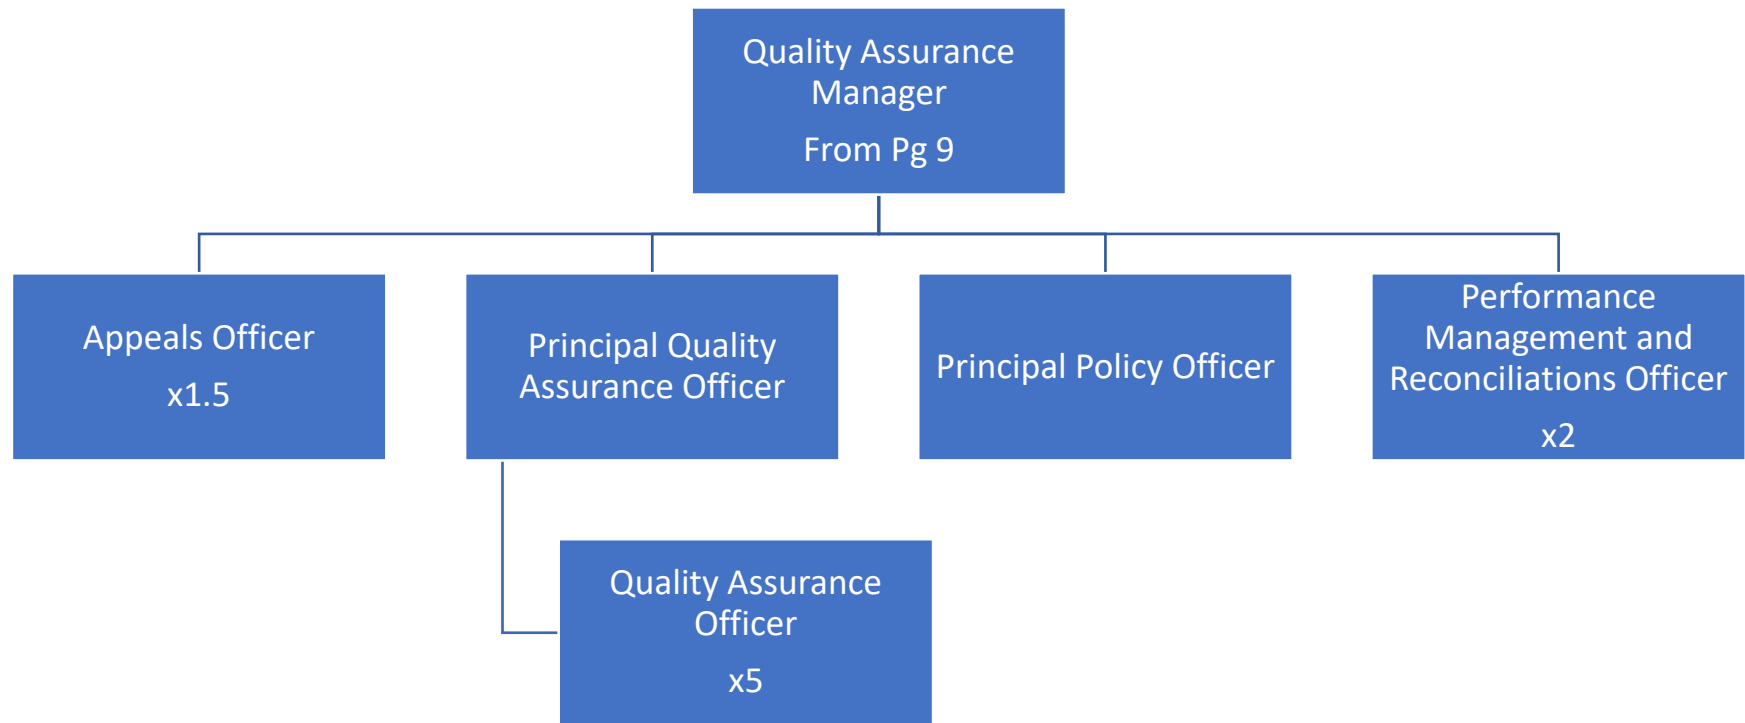 Quality Assurance
Manager
From Pg 9
Appeals Officer
x1.5
Principal Quality
Assurance Officer
Principal Policy Officer
Performance
Management and
Reconciliations Officer
x2
Quality Assurance
Officer
x5